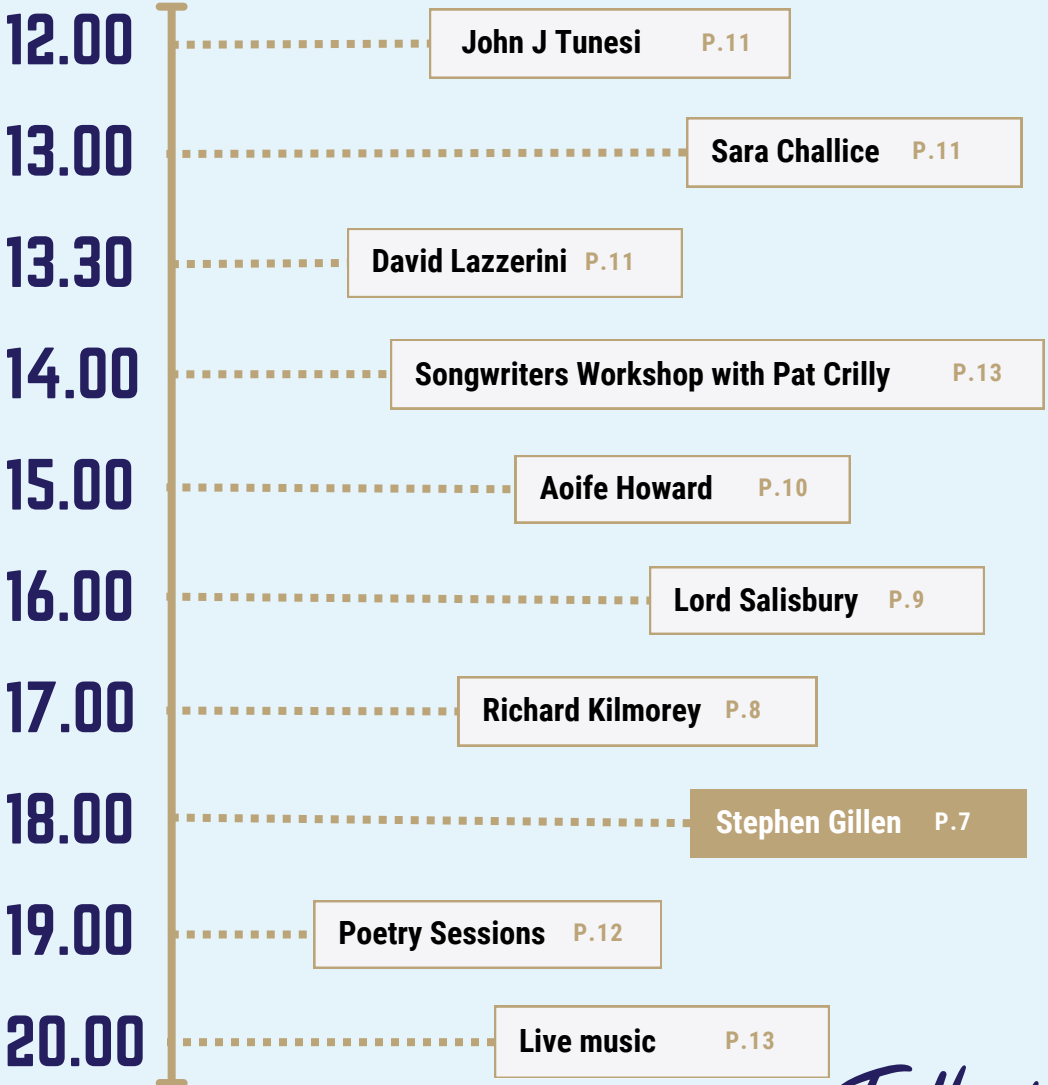 12.00 John J Tunesi P.11
13.00 Sara Challice P.11
13.30 David Lazzerini P.11
14.00 Songwriters Workshop with Pat Crilly P.13
15.00 Aoife Howard P.10
16.00 Lord Salisbury P.9
17.00 Richard Kilmorey P.8
18.00 Stephen Gillen P.7
19.00 Poetry Sessions P.12
20.00 Live music P.13